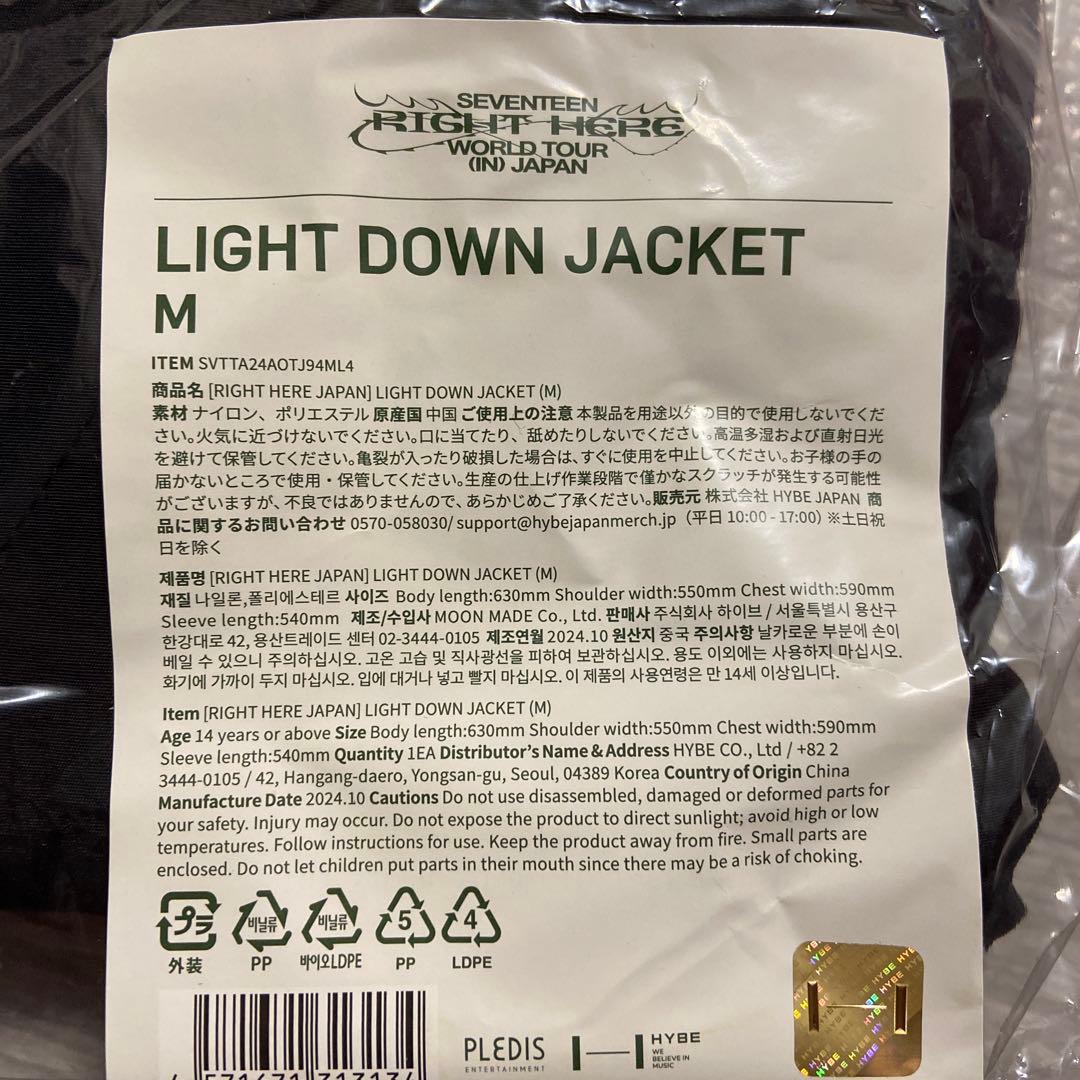 SEVENTEEN
RIGHT HERE
WORLD TOUR
(IN) JAPAN
LIGHT DOWN JACKET
M
ITEM SVTTA24AOTJ94ML4
商品名 [RIGHT HERE JAPAN] LIGHT DOWN JACKET (M)
素材 ナイロン、ポリエステル 原産国 中国 ご使用上の注意 本製品を用途以外の目的で使用しないでくだ
さい。火気に近づけないでください。口に当てたり、舐めたりしないでください。高温多湿および直射日光
を避けて保管してください。亀裂が入ったり破損した場合は、すぐに使用を中止してください。お子様の手の
届かないところで使用・保管してください。生産の仕上げ作業段階で僅かなスクラッチが発生する可能性
がございますが、不良ではありませんので、あらかじめご了承ください。販売元 株式会社 HYBE JAPAN 商
品に関するお問い合わせ 0570-058030/ support@hybejapanmerch.jp（平日 10:00 - 17:00）※土日祝
日を除く
제품명 [RIGHT HERE JAPAN] LIGHT DOWN JACKET (M)
재질 나일론,폴리에스테르 사이즈 Body length:630mm Shoulder width:550mm Chest width:590mm
Sleeve length:540mm 제조/수입사 MOON MADE Co., Ltd. 판매사 주식회사 하이브 / 서울특별시 용산구
한강대로 42, 용산트레이드 센터 02-3444-0105 제조연월 2024.10 원산지 중국 주의사항 날카로운 부분에 손이
베일 수 있으니 주의하십시오. 고온 고습 및 직사광선을 피하여 보관하십시오. 용도 이외에는 사용하지 마십시오.
화기에 가까이 두지 마십시오. 입에 대거나 넣고 빨지 마십시오. 이 제품의 사용연령은 만 14세 이상입니다.
Item [RIGHT HERE JAPAN] LIGHT DOWN JACKET (M)
Age 14 years or above Size Body length:630mm Shoulder width:550mm Chest width:590mm
Sleeve length:540mm Quantity 1EA Distributor's Name & Address HYBE CO., Ltd / +82 2
3444-0105 / 42, Hangang-daero, Yongsan-gu, Seoul, 04389 Korea Country of Origin China
Manufacture Date 2024.10 Cautions Do not use disassembled, damaged or deformed parts for
your safety. Injury may occur. Do not expose the product to direct sunlight; avoid high or low
temperatures. Follow instructions for use. Keep the product away from fire. Small parts are
enclosed. Do not let children put parts in their mouth since there may be a risk of choking.
プラ 비닐류 비닐류 5 4
外装 PP 바이오LDPE PP LDPE
PLEDIS
ENTERTAINMENT
HYBE
WE
BELIEVE IN
MUSIC
HYBE HYBE HYBE